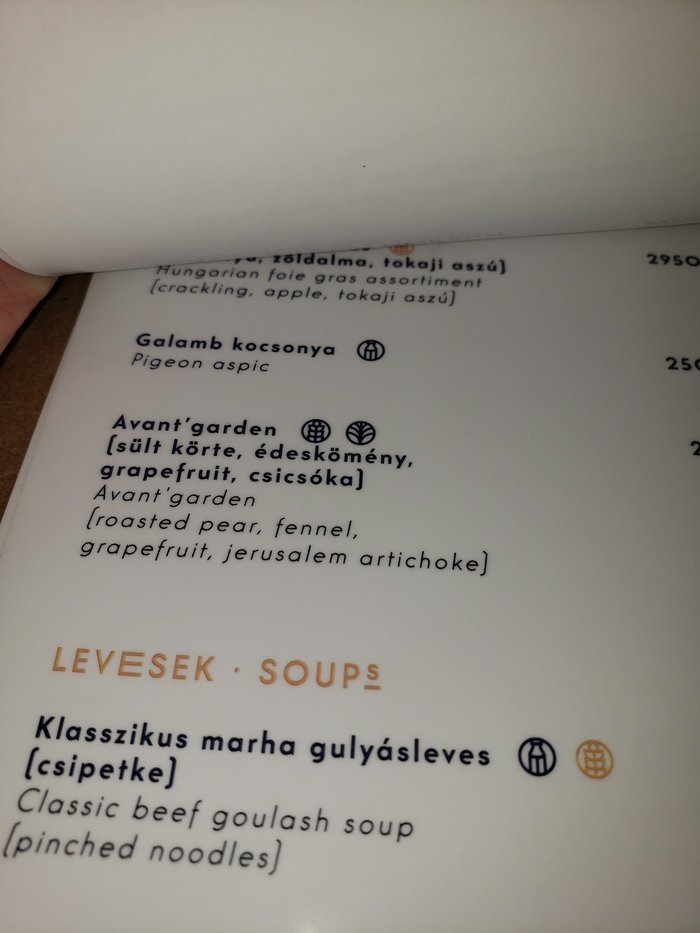 zöldalma, tokaji aszú) 2950
Hungarian foie gras assortiment
(crackling, apple, tokaji aszú)
Galamb kocsonya
Pigeon aspic
Avant'garden
(sült körte, édeskömény,
grapefruit, csicsóka)
Avant'garden
(roasted pear, fennel,
grapefruit, jerusalem artichoke)
LEVESEK · SOUPs
Klasszikus marha gulyásleves
(csipetke)
Classic beef goulash soup
(pinched noodles)